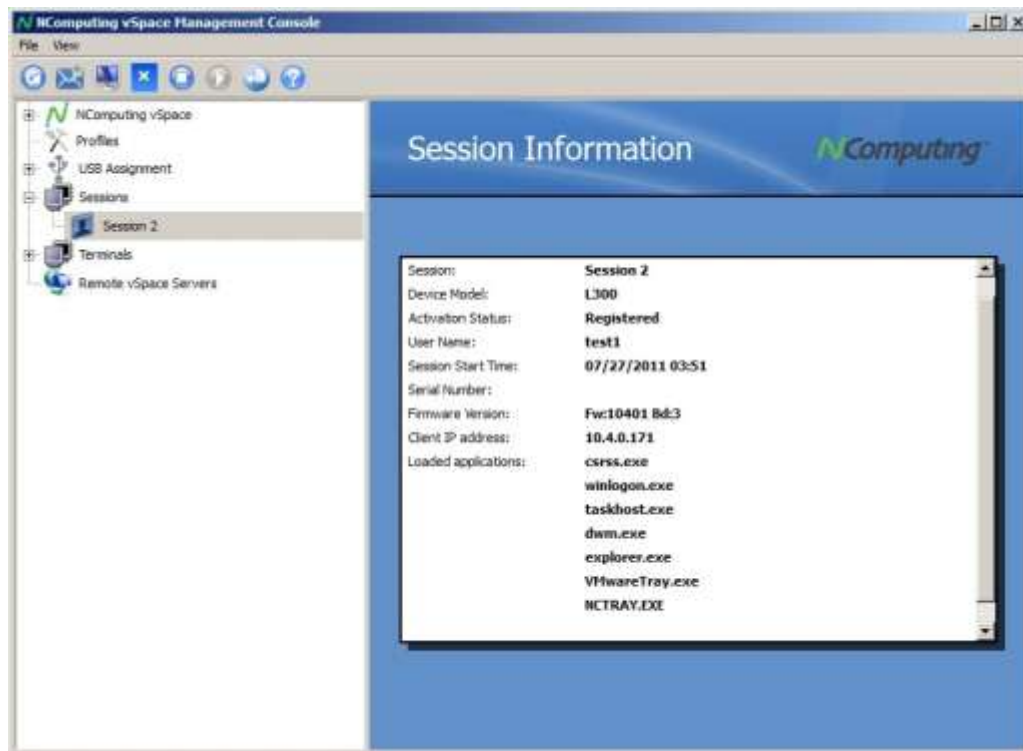 NComputing vSpace Management Console
File View
NComputing vSpace
Profiles
USB Assignment
Sessions
Session 2
Terminals
Remote vSpace Servers
Session Information
NComputing
Session: Session 2
Device Model: L300
Activation Status: Registered
User Name: test1
Session Start Time: 07/27/2011 03:51
Serial Number:
Firmware Version: Fw:10401 Bd:3
Client IP address: 10.4.0.171
Loaded applications: csrss.exe
winlogon.exe
taskhost.exe
dwm.exe
explorer.exe
VMwareTray.exe
NCTRAY.EXE